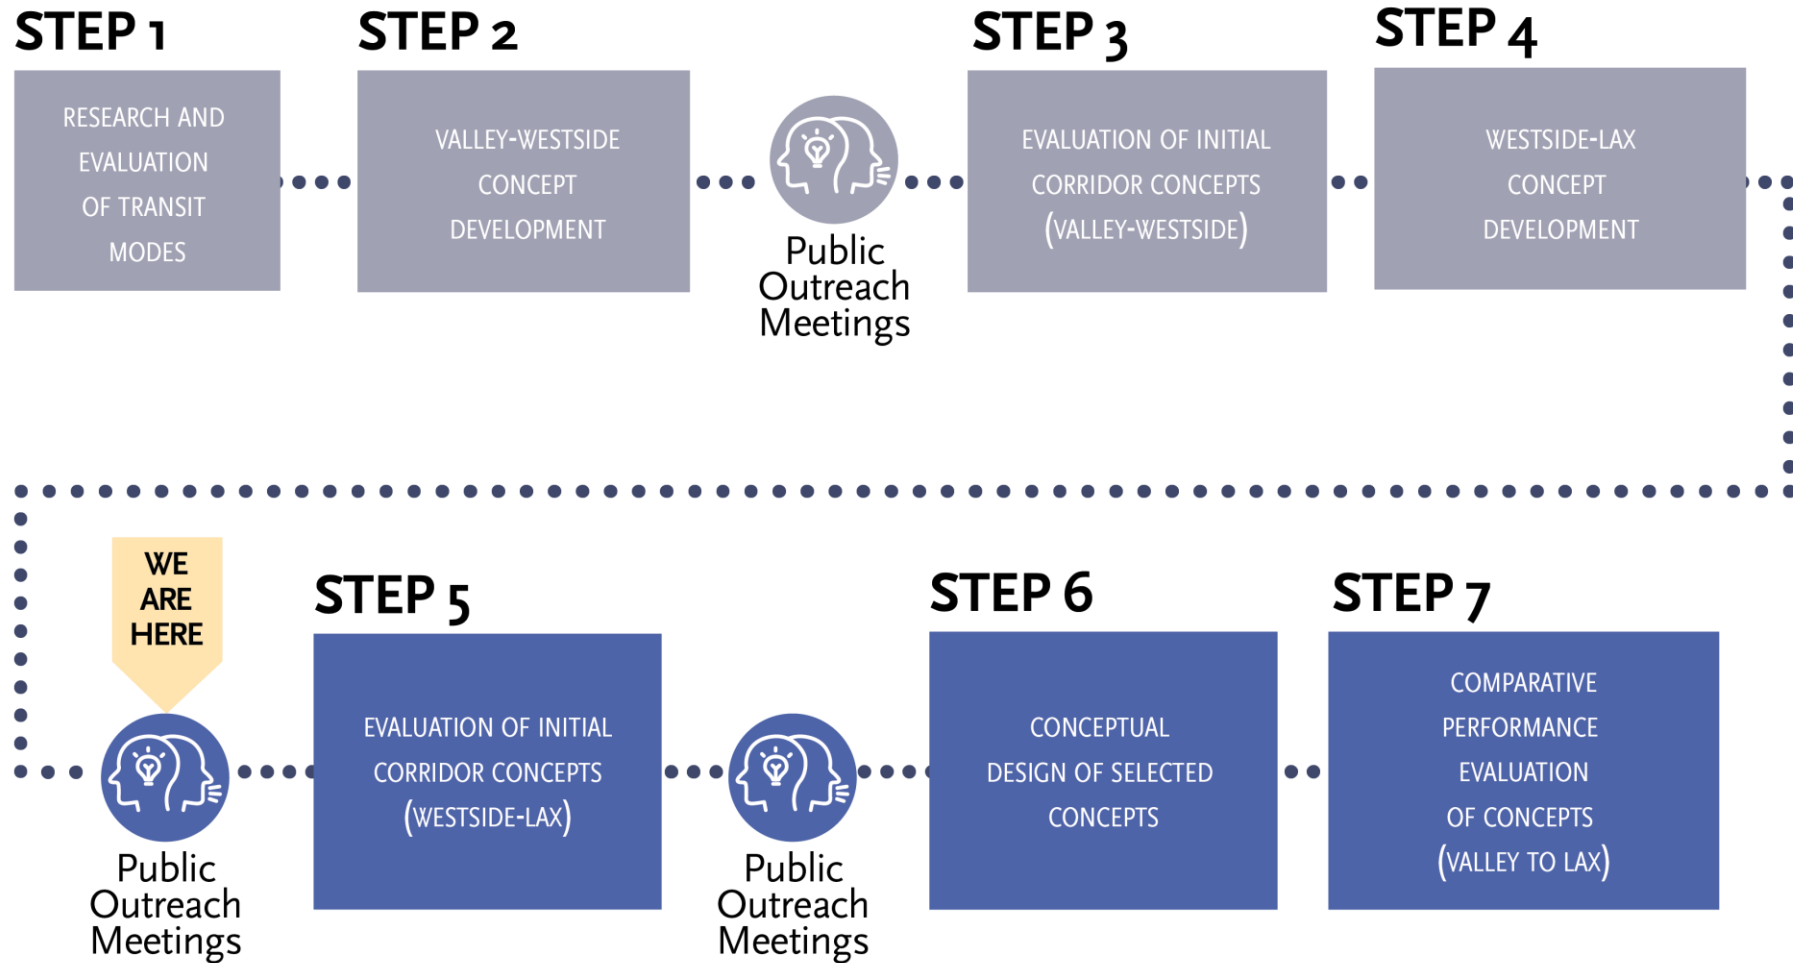 STEP 1
RESEARCH AND
EVALUATION
OF TRANSIT
MODES
STEP 2
VALLEY-WESTSIDE
CONCEPT
DEVELOPMENT
Public
Outreach
Meetings
STEP 3
EVALUATION OF INITIAL
CORRIDOR CONCEPTS
(VALLEY-WESTSIDE)
STEP 4
WESTSIDE-LAX
CONCEPT
DEVELOPMENT
WE
ARE
HERE
Public
Outreach
Meetings
STEP 5
EVALUATION OF INITIAL
CORRIDOR CONCEPTS
(WESTSIDE-LAX)
Public
Outreach
Meetings
STEP 6
CONCEPTUAL
DESIGN OF SELECTED
CONCEPTS
STEP 7
COMPARATIVE
PERFORMANCE
EVALUATION
OF CONCEPTS
(VALLEY TO LAX)